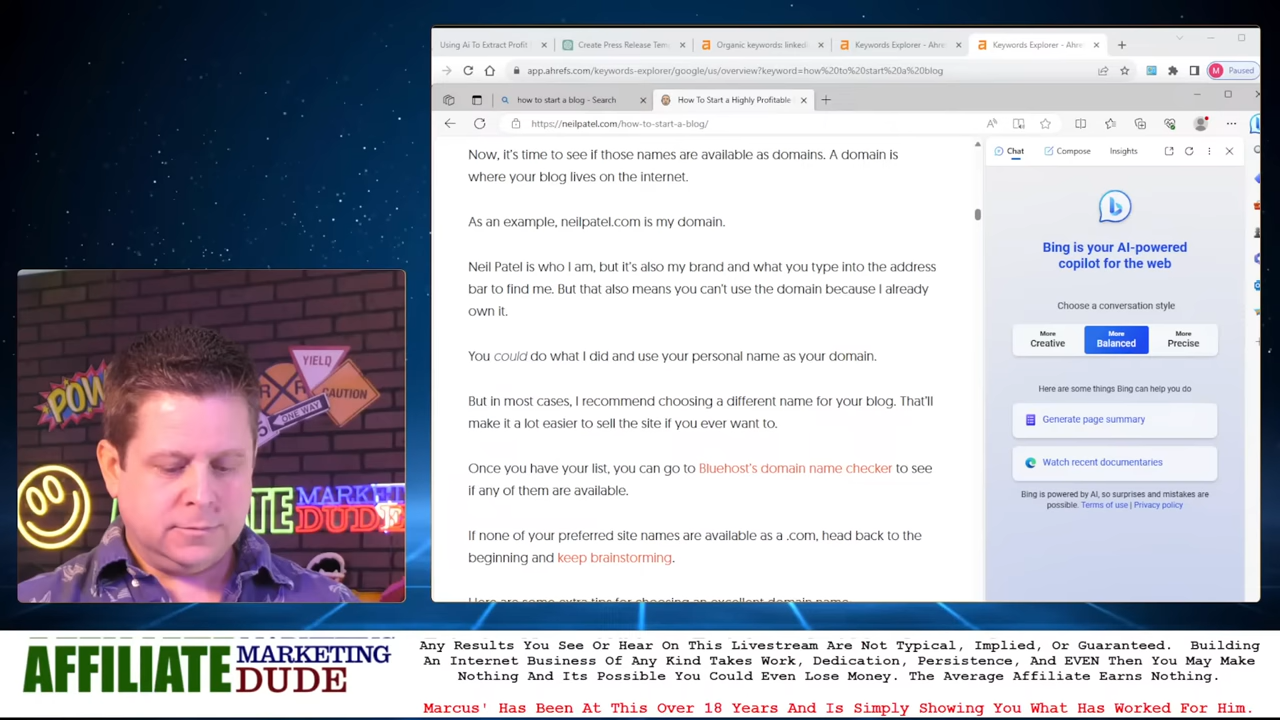 Using Ai To Extract Profit
Create Press Release Tem
Organic keywords: linked
Keywords Explorer - Ahre
Keywords Explorer - Ahre
app.ahrefs.com/keywords-explorer/google/us/overview?keyword=how%20to%20start%20a%20blog
M Paused
how to start a blog - Search
How To Start a Highly Profitable
https://neilpatel.com/how-to-start-a-blog/
Now, it's time to see if those names are available as domains. A domain is
where your blog lives on the internet.
As an example, neilpatel.com is my domain.
Neil Patel is who I am, but it's also my brand and what you type into the address
bar to find me. But that also means you can't use the domain because I already
own it.
You could do what I did and use your personal name as your domain.
But in most cases, I recommend choosing a different name for your blog. That'll
make it a lot easier to sell the site if you ever want to.
Once you have your list, you can go to Bluehost's domain name checker to see
if any of them are available.
If none of your preferred site names are available as a .com, head back to the
beginning and keep brainstorming.
Here are some extra tips for choosing an excellent domain name
Chat
Compose
Insights
Bing is your AI-powered
copilot for the web
Choose a conversation style
More
Creative
More
Balanced
More
Precise
Here are some things Bing can help you do
Generate page summary
Watch recent documentaries
Bing is powered by AI, so surprises and mistakes are
possible. Terms of use | Privacy policy
POW
YIELD
CAUTION
ONE WAY
MARKET
DUDE
AFFILIATE
MARKETING
DUDE
Any Results You See or Hear On This Livestream Are Not Typical, Implied, Or Guaranteed. Building
An Internet Business Of Any Kind Takes Work, Dedication, Persistence, And EVEN Then You May Make
Nothing And Its Possible You Could Even Lose Money. The Average Affiliate Earns Nothing.
Marcus' Has Been At This Over 18 Years And Is Simply Showing You What Has Worked For Him.